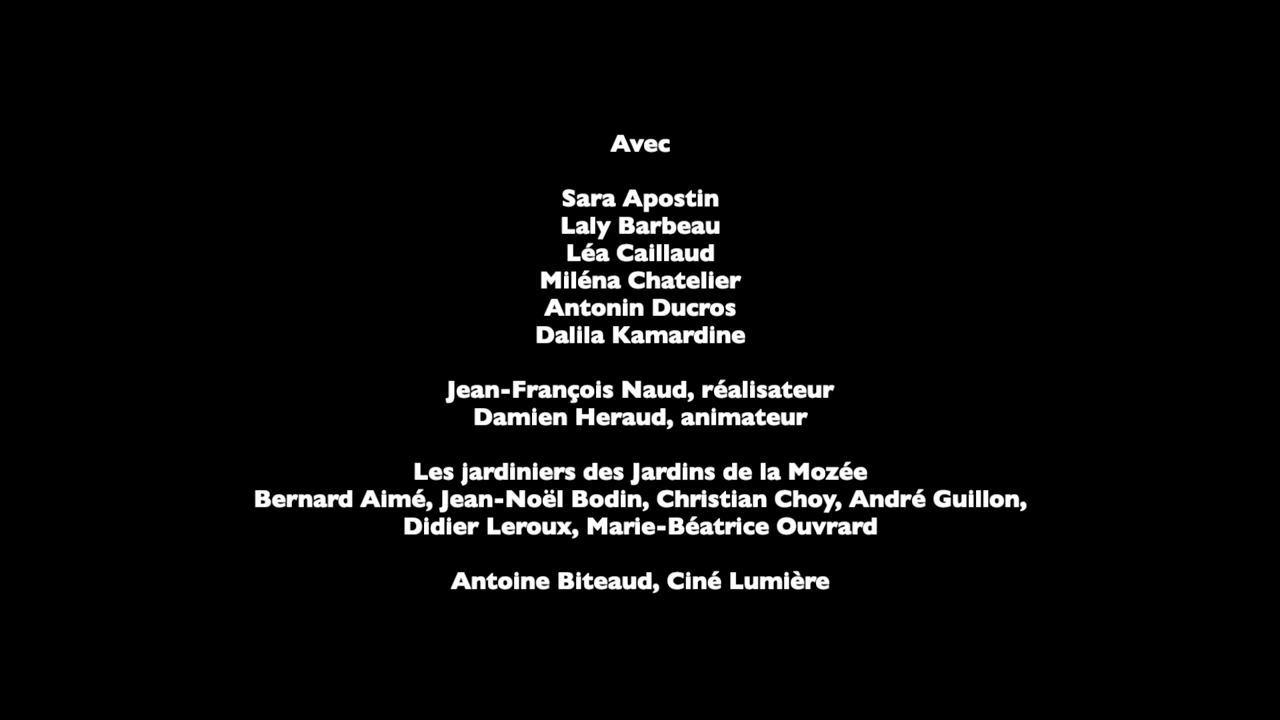 Avec
Sara Apostin
Laly Barbeau
Léa Caillaud
Miléna Chatelier
Antonin Ducros
Dalila Kamardine
Jean-François Naud, réalisateur
Damien Heraud, animateur
Les jardiniers des Jardins de la Mozée
Bernard Aimé, Jean-Noël Bodin, Christian Choy, André Guillon,
Didier Leroux, Marie-Béatrice Ouvrard
Antoine Biteaud, Ciné Lumière